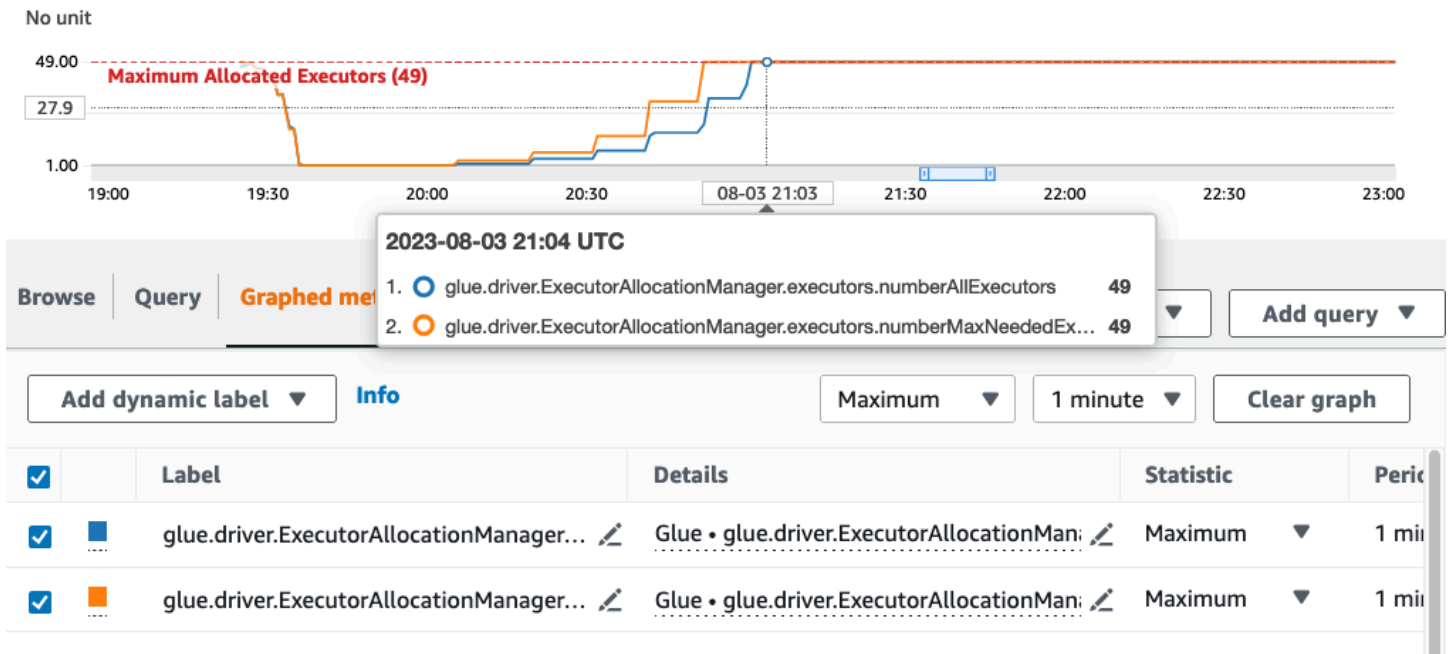 No unit
49.00
Maximum Allocated Executors (49)
27.9
1.00
19:00 19:30 20:00 20:30 08-03 21:03 21:30 22:00 22:30 23:00
2023-08-03 21:04 UTC
1. glue.driver.ExecutorAllocationManager.executors.numberAllExecutors 49
2. glue.driver.ExecutorAllocationManager.executors.numberMaxNeededEx... 49
Browse Query Graphed met Add query
Add dynamic label Info Maximum 1 minute Clear graph
Label Details Statistic Peric
glue.driver.ExecutorAllocationManager... Glue • glue.driver.ExecutorAllocationMana Maximum 1 mi
glue.driver.ExecutorAllocationManager... Glue • glue.driver.ExecutorAllocationMana Maximum 1 mi